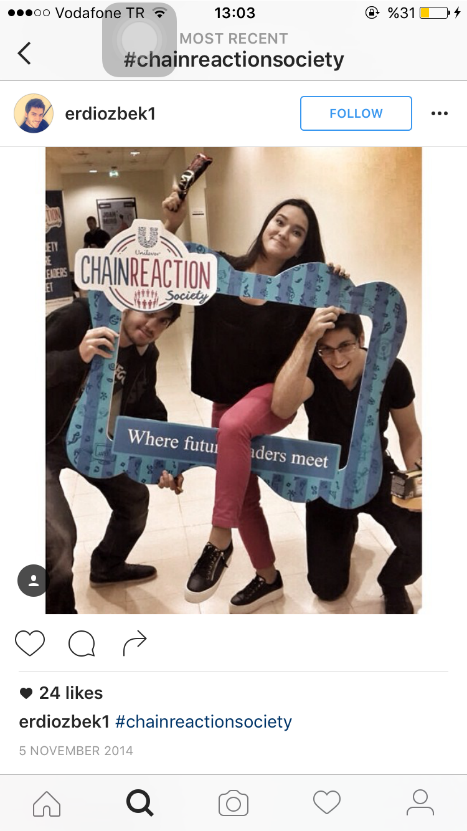 Vodafone TR 13:03 %31
MOST RECENT
#chainreactionsociety
erdiozbek1 FOLLOW
Unilever
CHAINREACTION
Society
Where futu
aders meet
24 likes
erdiozbek1 #chainreactionsociety
5 NOVEMBER 2014